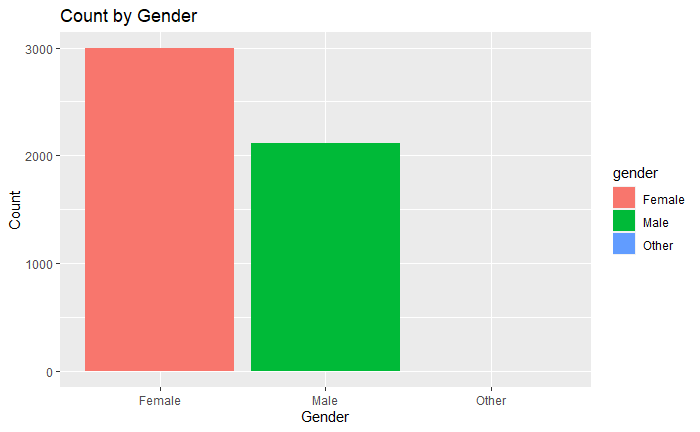 Count by Gender
3000
2000
1000
0
Count
Female
Male
Other
Gender
gender
Female
Male
Other